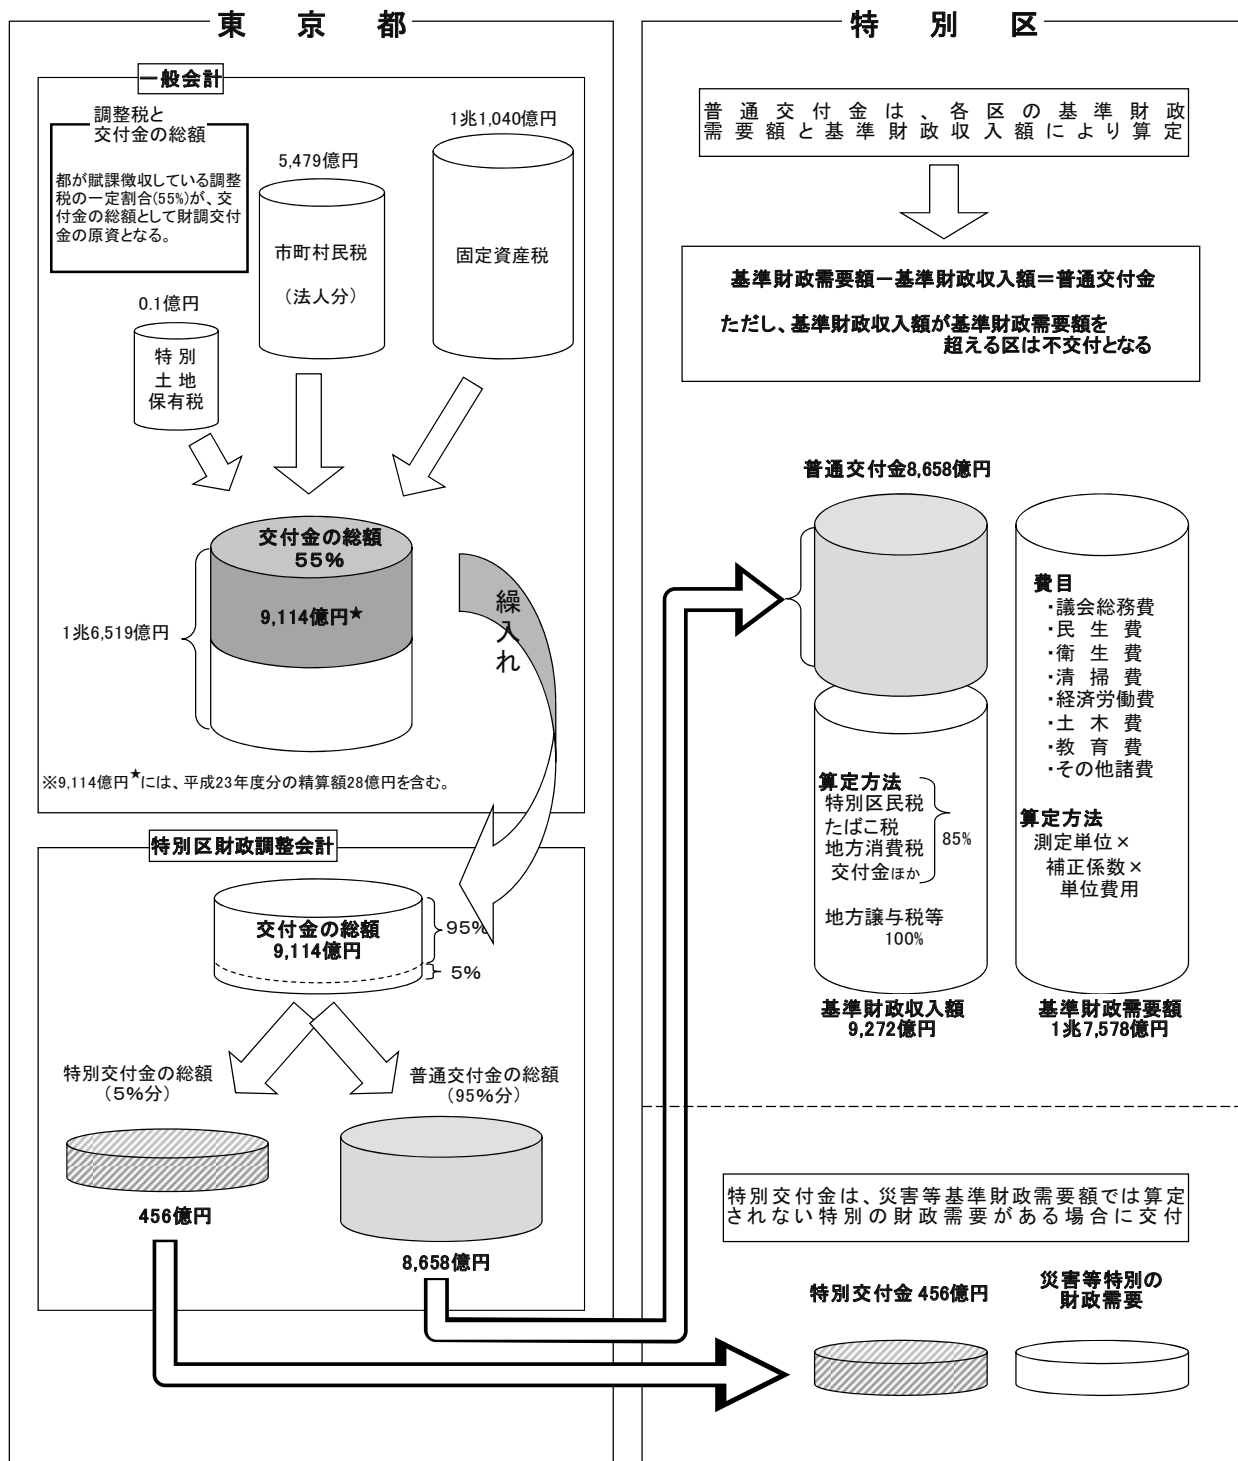 東京都
一般会計
調整税と
交付金の総額
都が賦課徴収している調整
税の一定割合(55%)が、交
付金の総額として財調交付
金の原資となる。
0.1億円
特別
土地
保有税
5,479億円
市町村民税
（法人分）
1兆1,040億円
固定資産税
交付金の総額
55%
9,114億円★
1兆6,519億円
繰入れ
※9,114億円★には、平成23年度分の精算額28億円を含む。
特別区財政調整会計
交付金の総額
9,114億円
95%
5%
特別交付金の総額
（5%分）
456億円
普通交付金の総額
（95%分）
8,658億円
特別区
普通交付金は、各区の基準財政
需要額と基準財政収入額により算定
基準財政需要額－基準財政収入額＝普通交付金
ただし、基準財政収入額が基準財政需要額を
超える区は不交付となる
普通交付金8,658億円
算定方法
特別区民税
たばこ税
地方消費税
交付金ほか
85%
地方譲与税等
100%
基準財政収入額
9,272億円
費目
・議会総務費
・民生費
・衛生費
・清掃費
・経済労働費
・土木費
・教育費
・その他諸費
算定方法
測定単位×
補正係数×
単位費用
基準財政需要額
1兆7,578億円
特別交付金は、災害等基準財政需要額では算定
されない特別の財政需要がある場合に交付
特別交付金 456億円
災害等特別の
財政需要